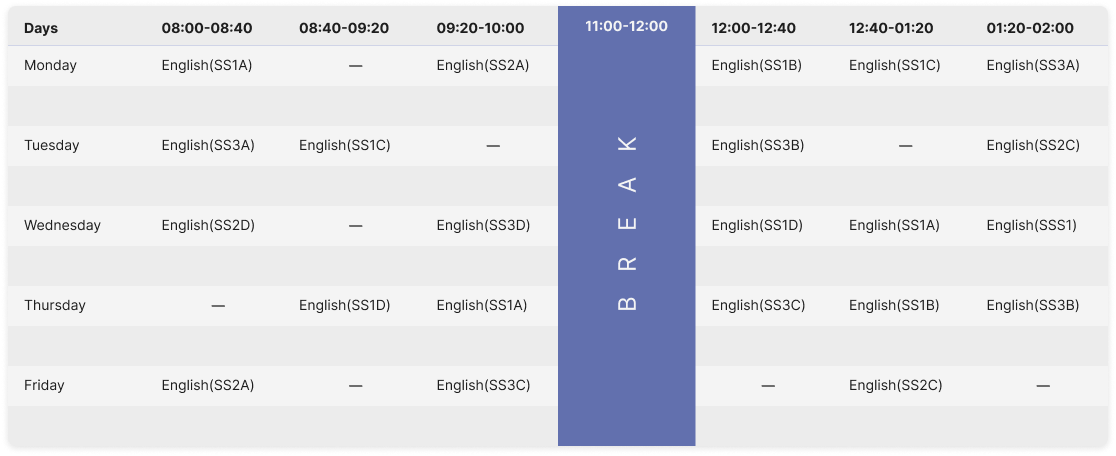 Days 08:00-08:40 08:40-09:20 09:20-10:00 11:00-12:00 12:00-12:40 12:40-01:20 01:20-02:00
Monday English(SS1A) — English(SS2A) English(SS1B) English(SS1C) English(SS3A)
Tuesday English(SS3A) English(SS1C) — English(SS3B) — English(SS2C)
Wednesday English(SS2D) — English(SS3D) English(SS1D) English(SS1A) English(SSS1)
Thursday — English(SS1D) English(SS1A) English(SS3C) English(SS1B) English(SS3B)
Friday English(SS2A) — English(SS3C) — English(SS2C) —
BREAK